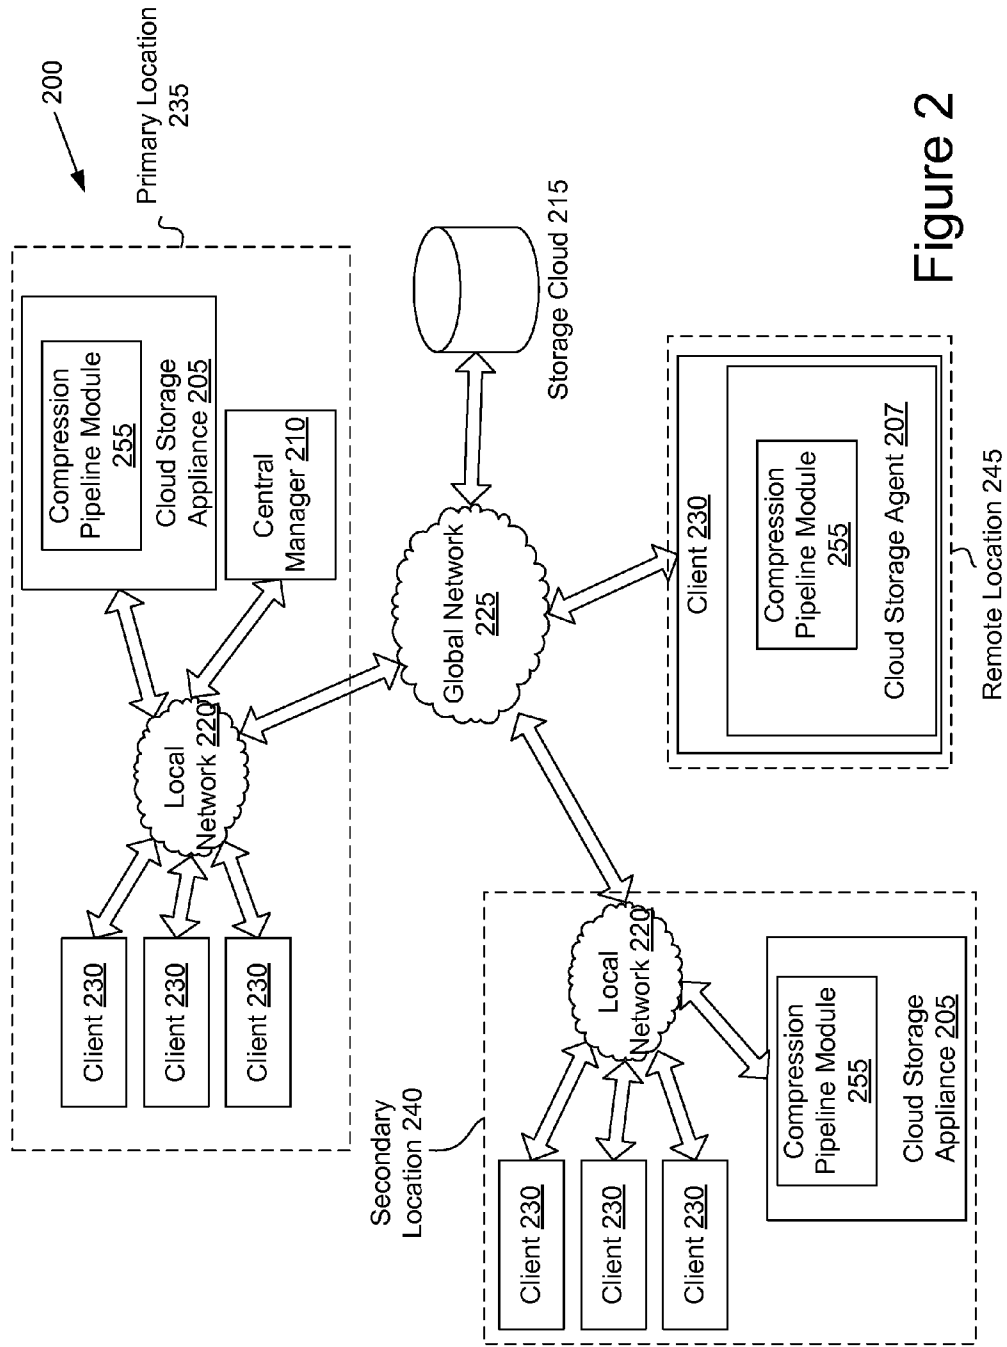 200
Primary Location
235
Compression
Pipeline Module
255
Cloud Storage
Appliance 205
Central
Manager 210
Local
Network 220
Client 230
Client 230
Client 230
Storage Cloud 215
Global Network
225
Secondary
Location 240
Local
Network 220
Client 230
Client 230
Client 230
Compression
Pipeline Module
255
Cloud Storage
Appliance 205
Client 230
Compression
Pipeline Module
255
Cloud Storage Agent 207
Remote Location 245
Figure 2